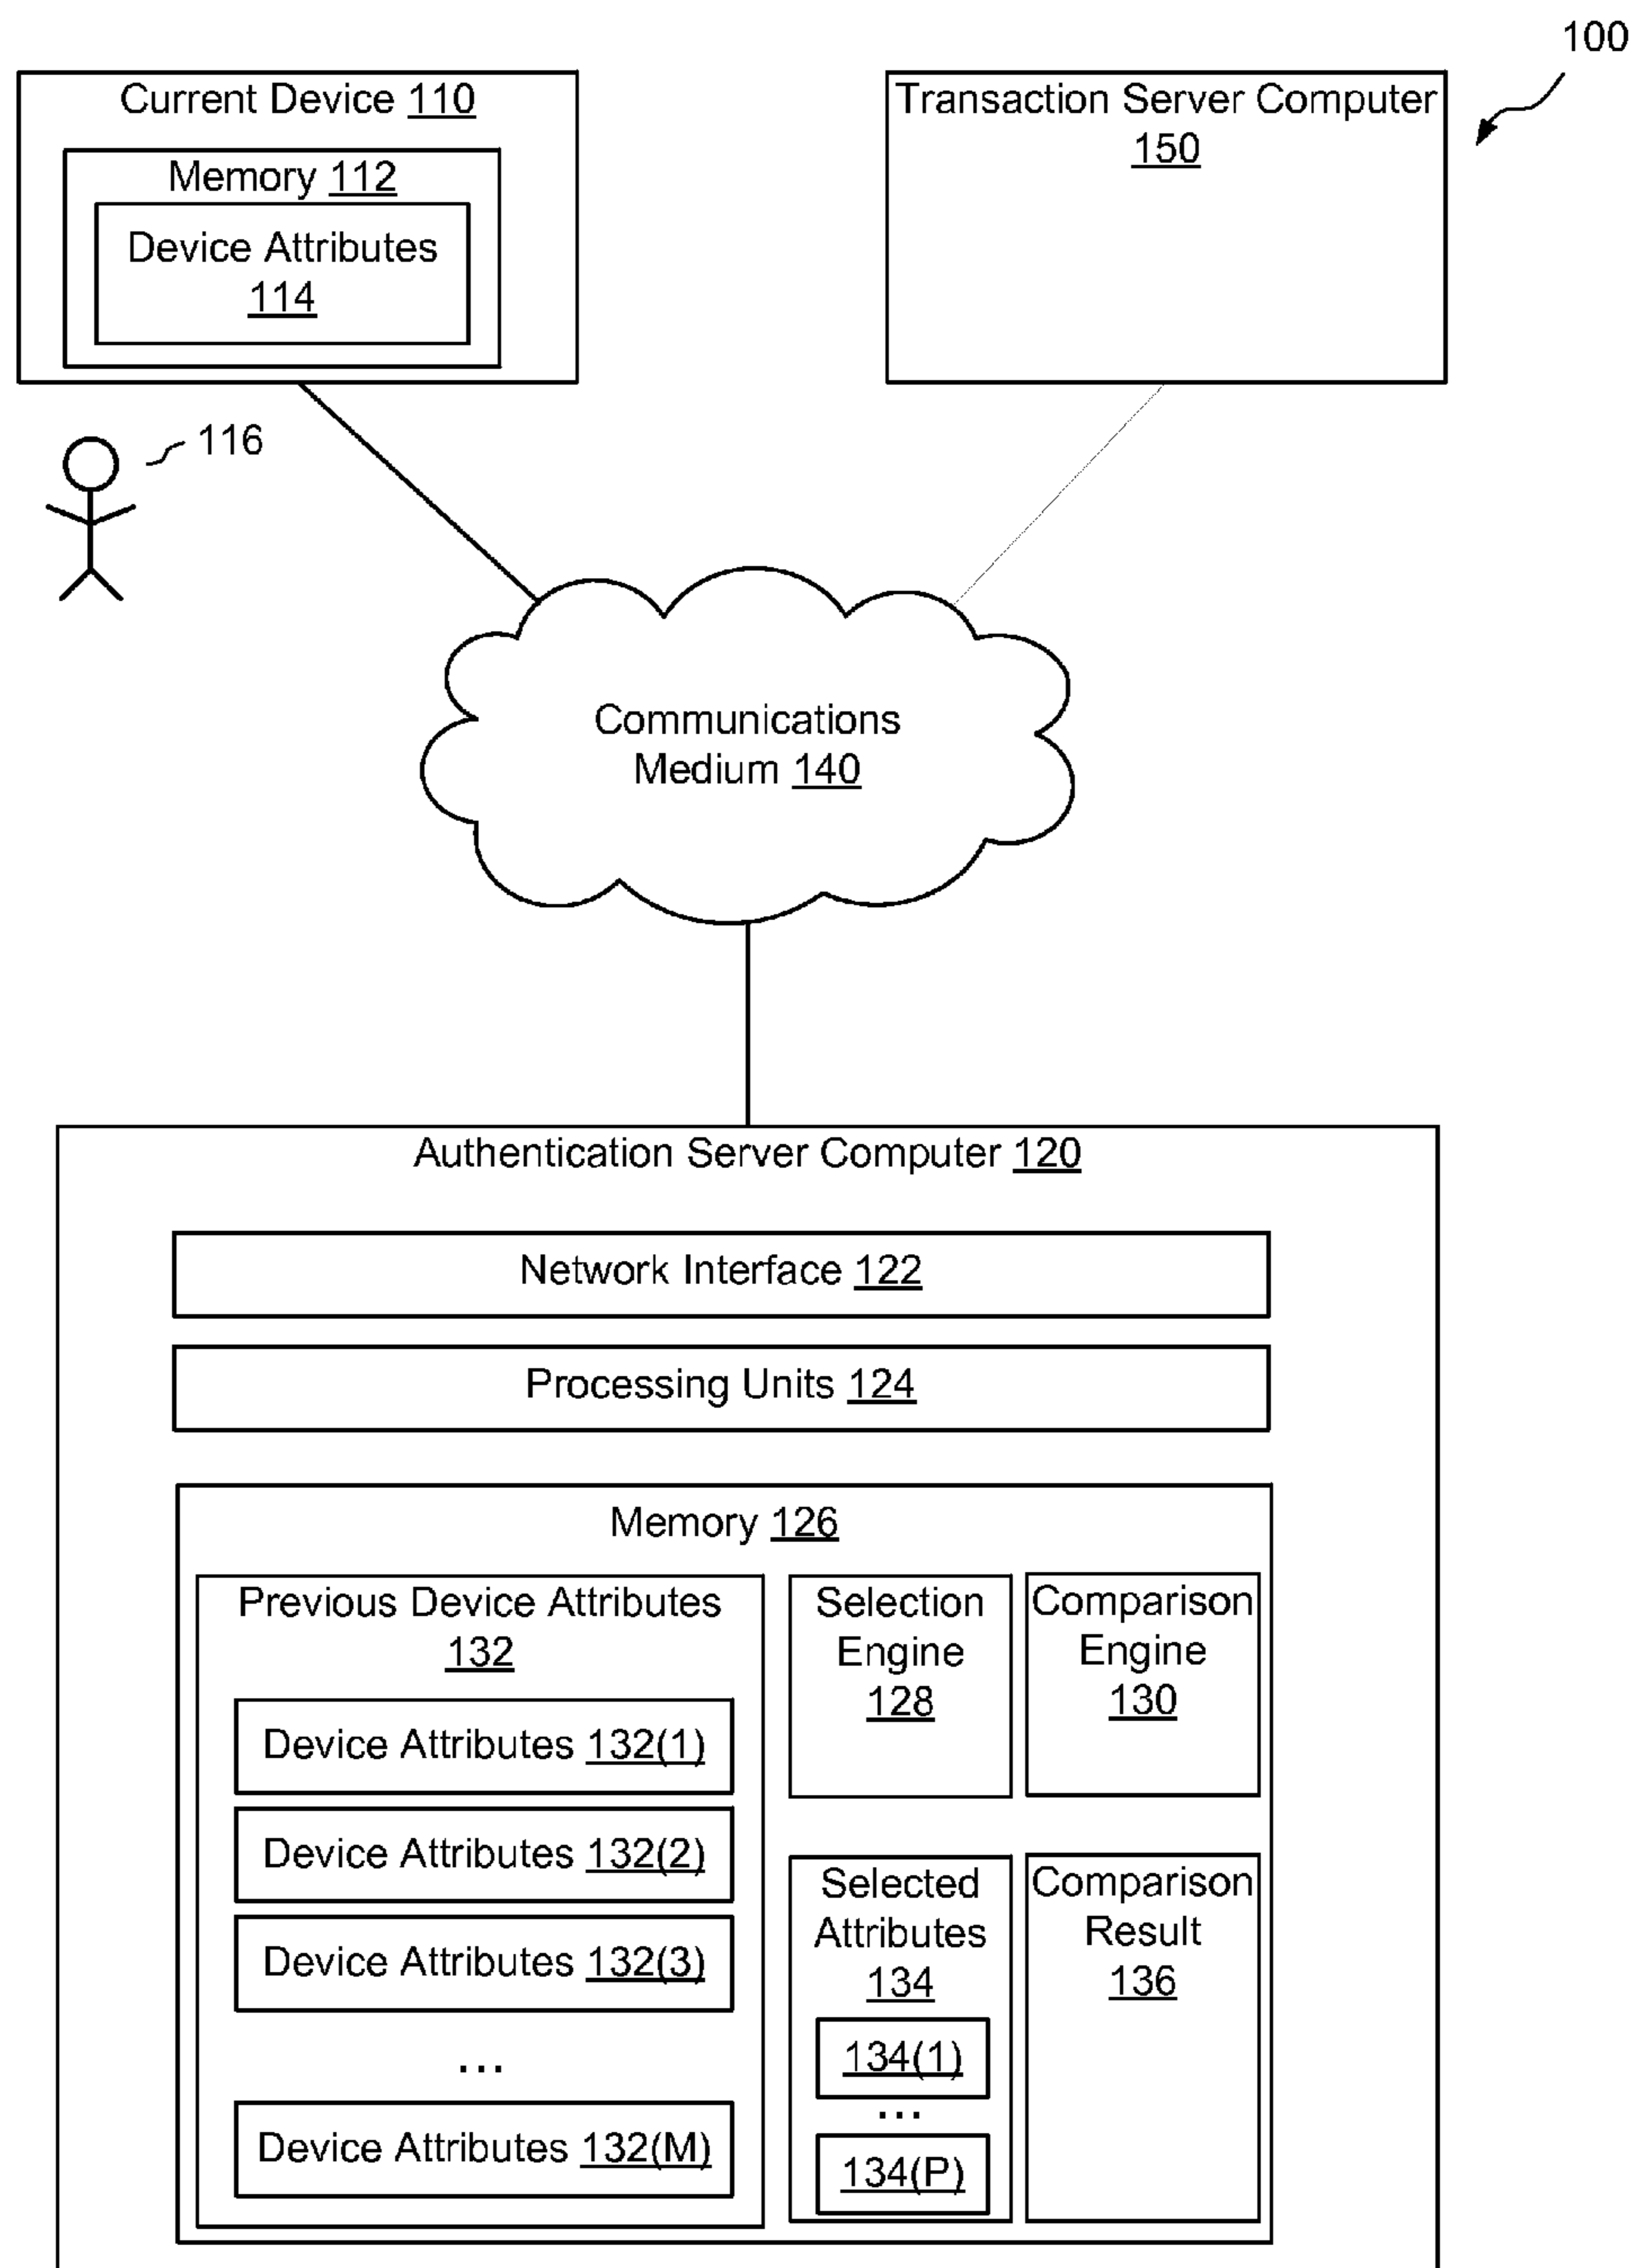 100
Current Device 110
Memory 112
Device Attributes
114
Transaction Server Computer
150
116
Communications
Medium 140
Authentication Server Computer 120
Network Interface 122
Processing Units 124
Memory 126
Previous Device Attributes
132
Device Attributes 132(1)
Device Attributes 132(2)
Device Attributes 132(3)
...
Device Attributes 132(M)
Selection
Engine
128
Comparison
Engine
130
Selected
Attributes
134
134(1)
...
134(P)
Comparison
Result
136